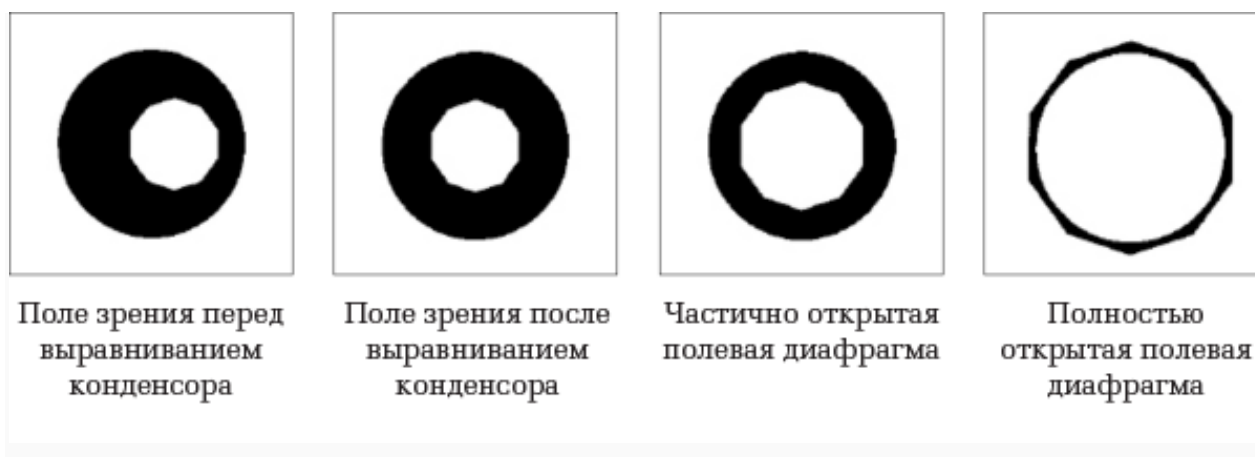 Поле зрения перед
выравниванием
конденсора
Поле зрения после
выравниванием
конденсора
Частично открытая
полевая диафрагма
Полностью
открытая полевая
диафрагма